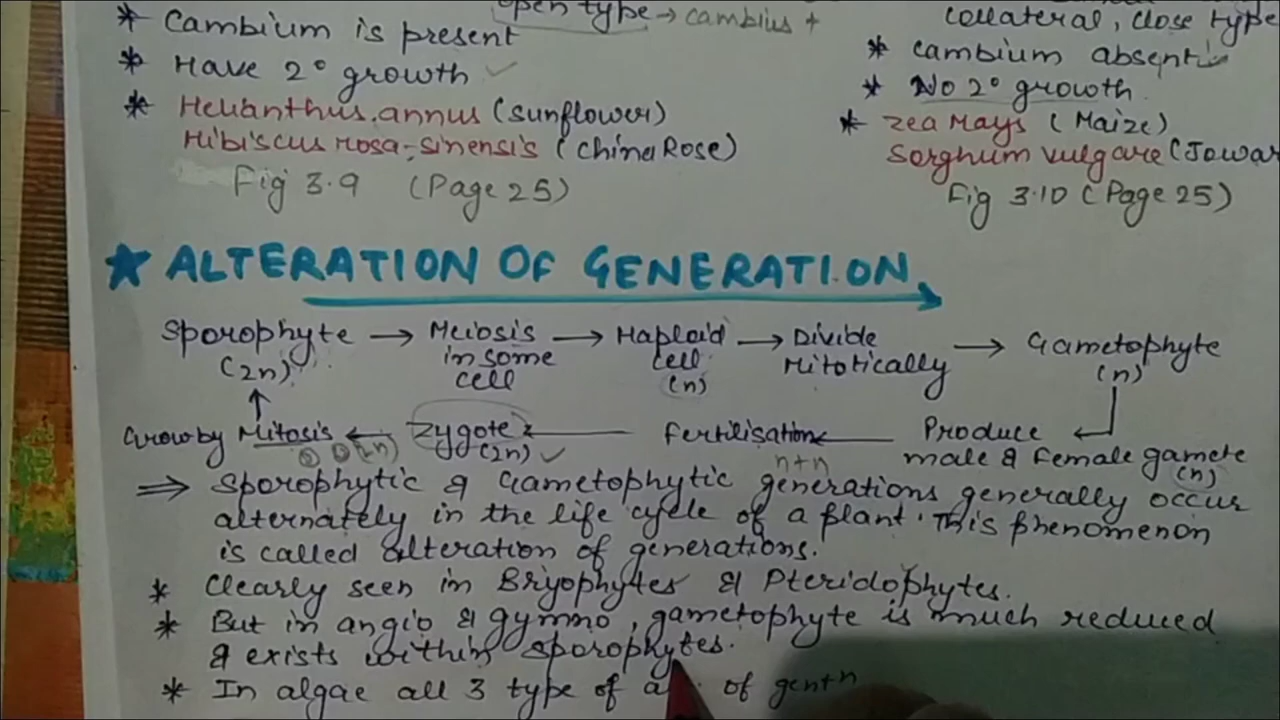 open type → cambium +
* Cambium is present
* Have 2° growth ✓
* Helianthus annus (Sunflower)
Hibiscus rosa-sinensis (China Rose)
Fig 3.9 (Page 25)
collateral, close type
* cambium absent
* No 2° growth
* Zea Mays (Maize)
Sorghum vulgare (Jowar
Fig 3.10 (Page 25)
★ ALTERATION OF GENERATION
Sporophyte (2n) → Meiosis in some cell → Haploid cell (n) → Divide Mitotically → Gametophyte (n)
Grow by Mitosis ← Zygote (2n) ← Fertilisation n+n ← Produce male & Female gamete (n)
⇒ Sporophytic & Gametophytic generations generally occur
alternately in the life cycle of a plant. This phenomenon
is called alteration of generations.
* Clearly seen in Bryophytes & Pteridophytes.
* But in angio & gymno, gametophyte is much reduced
& exists within sporophytes.
* In algae all 3 type of of genⁿ